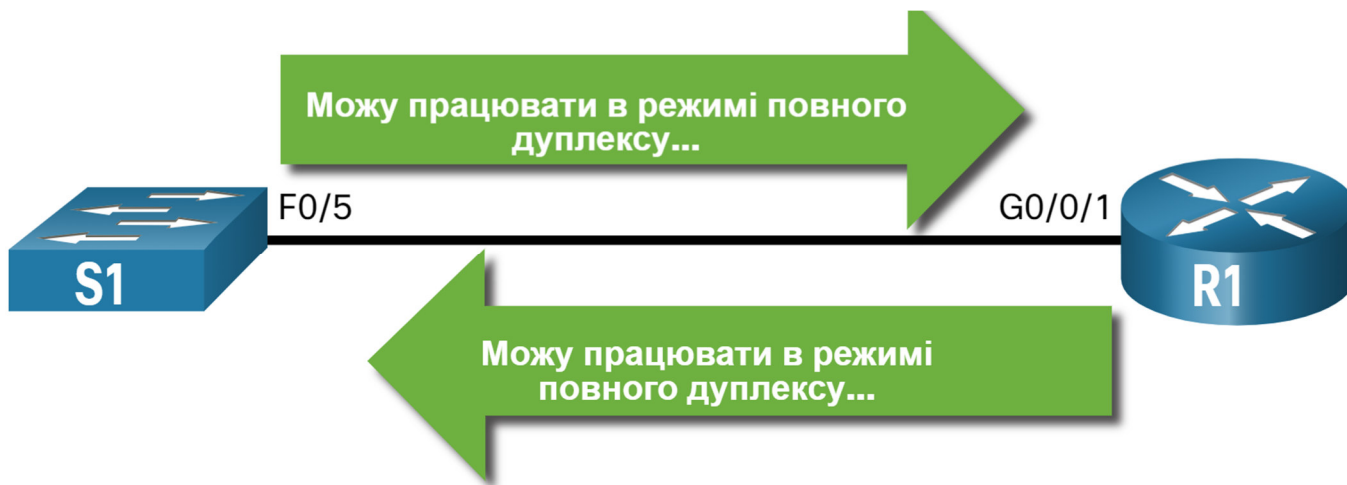 Можу працювати в режимі повного
дуплексу...
F0/5
G0/0/1
S1
R1
Можу працювати в режимі
повного дуплексу...